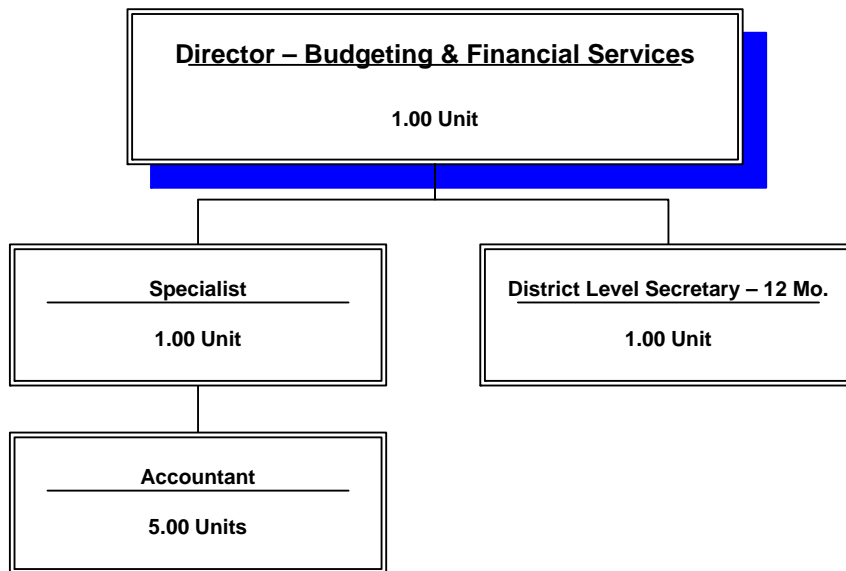 Director – Budgeting & Financial Services
1.00 Unit
Specialist
1.00 Unit
District Level Secretary – 12 Mo.
1.00 Unit
Accountant
5.00 Units